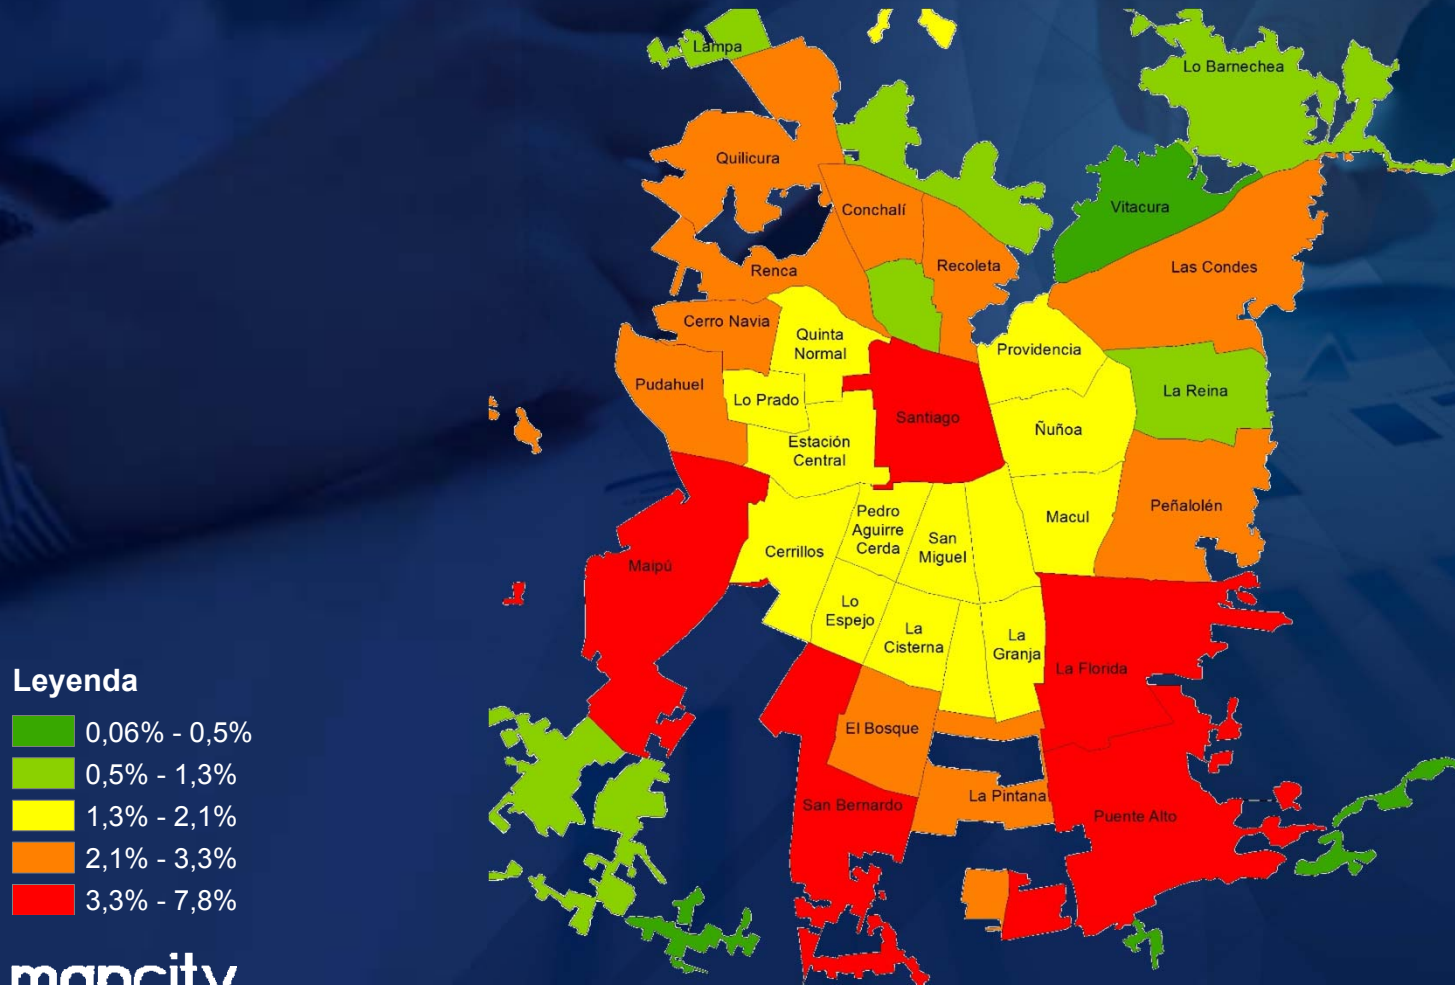 Lampa
Lo Barnechea
Quilicura
Vitacura
Conchalí
Recoleta
Las Condes
Renca
Cerro Navia
Quinta
Normal
Providencia
Pudahuel
La Reina
Lo Prado
Santiago
Ñuñoa
Estación
Central
Peñalolén
Pedro
Aguirre
Cerda
Macul
San
Miguel
Cerrillos
Maipú
Lo
Espejo
La
Cisterna
La
Granja
La Florida
El Bosque
La Pintana
San Bernardo
Puente Alto
Leyenda
0,06% - 0,5%
0,5% - 1,3%
1,3% - 2,1%
2,1% - 3,3%
3,3% - 7,8%
mapcity